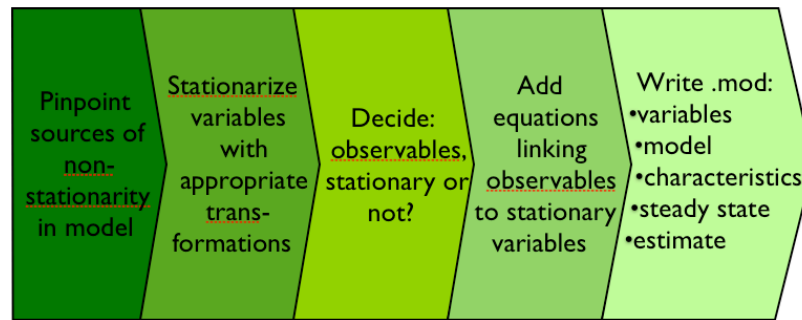 Pinpoint
sources of
non-
stationarity
in model
Stationarize
variables
with
appropriate
trans-
formations
Decide:
observables,
stationary or
not?
Add
equations
linking
observables
to stationary
variables
Write .mod:
•variables
•model
•characteristics
•steady state
•estimate